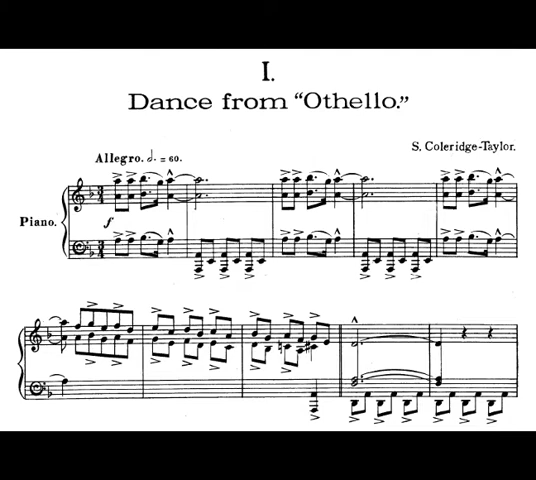 I.
Dance from "Othello."
S. Coleridge-Taylor.
Allegro. 𝅗𝅥. = 60.
Piano.
f